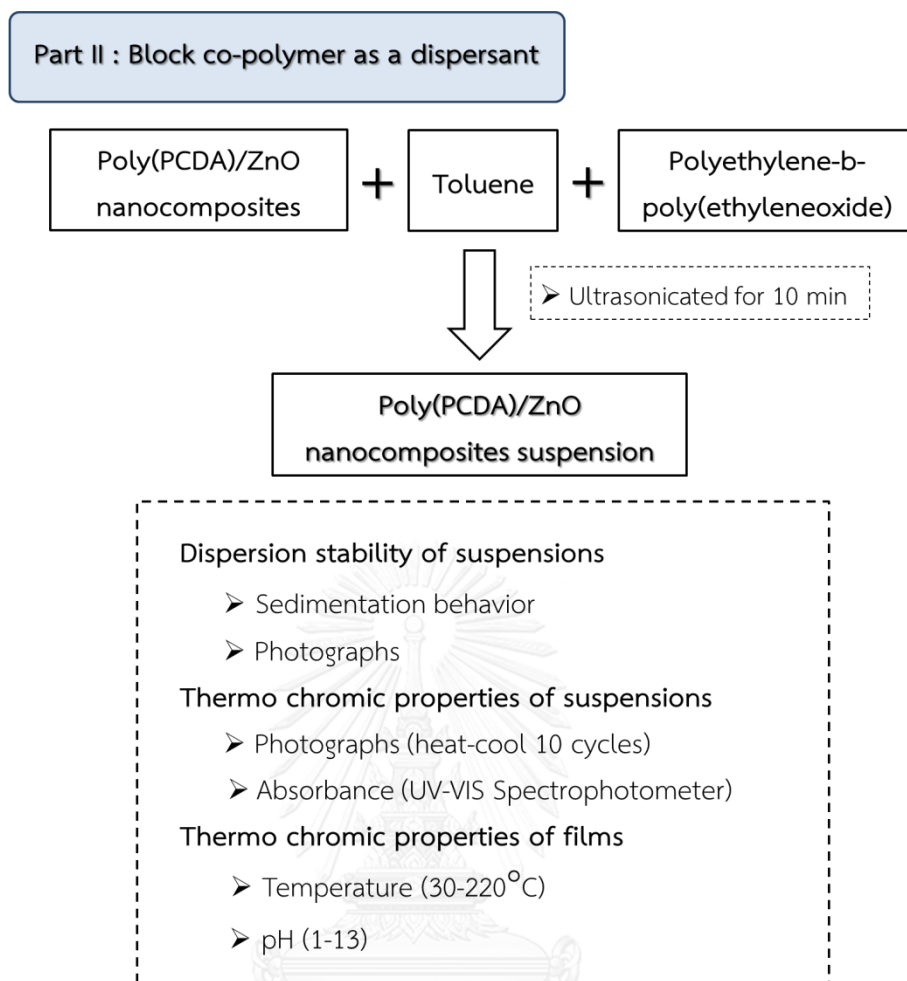 Part II : Block co-polymer as a dispersant
Poly(PCDA)/ZnO
nanocomposites
+
Toluene
+
Polyethylene-b-
poly(ethyleneoxide)
➢ Ultrasonicated for 10 min
Poly(PCDA)/ZnO
nanocomposites suspension
Dispersion stability of suspensions
➢ Sedimentation behavior
➢ Photographs
Thermo chromic properties of suspensions
➢ Photographs (heat-cool 10 cycles)
➢ Absorbance (UV-VIS Spectrophotometer)
Thermo chromic properties of films
➢ Temperature (30-220°C)
➢ pH (1-13)